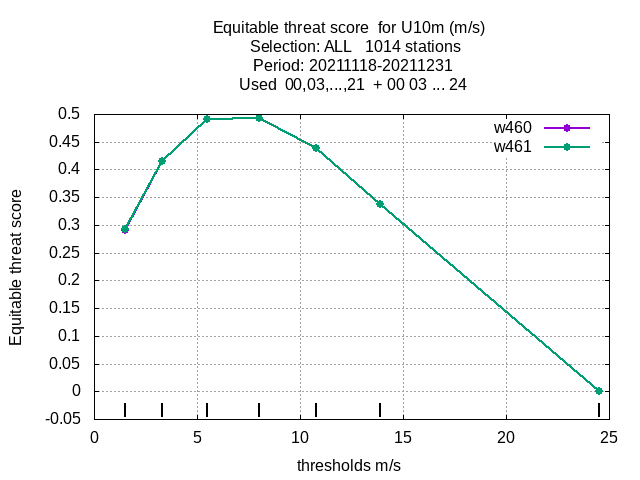 Equitable threat score  for U10m (m/s)
Selection: ALL   1014 stations
Period: 20211118-20211231
Used  00,03,...,21  + 00 03 ... 24
w460
w461
0.5
0.45
0.4
0.35
0.3
0.25
0.2
0.15
0.1
0.05
0
-0.05
Equitable threat score
0 5 10 15 20 25
thresholds m/s